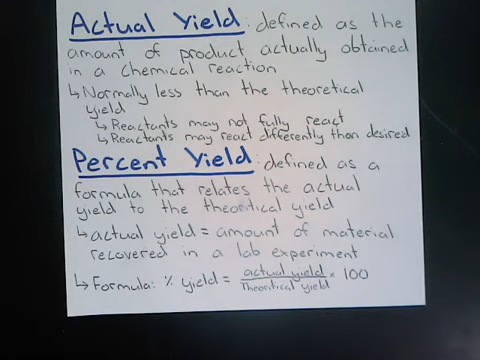 Actual Yield: defined as the
amount of product actually obtained
in a chemical reaction
↳ Normally less than the theoretical
yield
↳ Reactants may not fully react
↳ Reactants may react differently than desired
Percent Yield: defined as a
formula that relates the actual
yield to the theoritical yield
↳ actual yield = amount of material
recovered in a lab experiment
↳ Formula: % yield = actual yield / Theoritical yield × 100